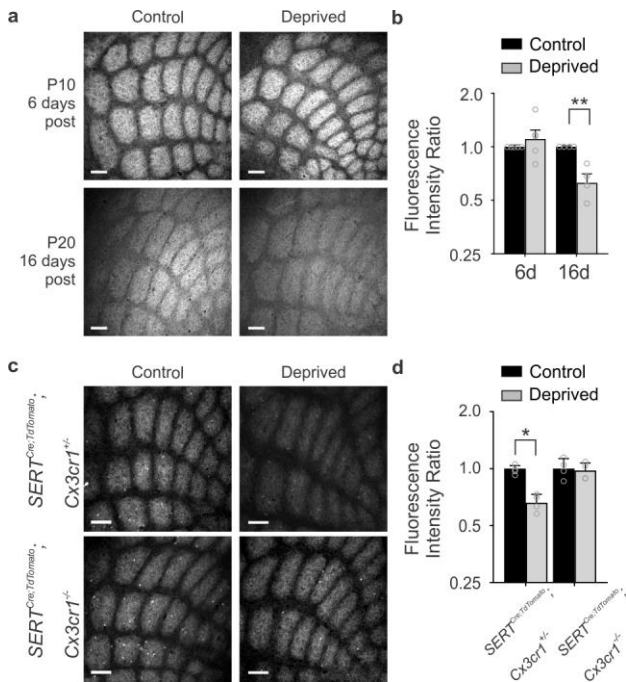 a
Control
Deprived
P10
6 days
post
P20
16 days
post
b
Control
Deprived
**
Fluorescence
Intensity Ratio
2.0
1.0
0.5
0.25
6d
16d
c
Control
Deprived
SERTCre;TdTomato;
Cx3cr1+/-
SERTCre;TdTomato;
Cx3cr1-/-
d
Control
Deprived
*
Fluorescence
Intensity Ratio
2.0
1.0
0.5
0.25
SERTCre;TdTomato;
Cx3cr1+/-
SERTCre;TdTomato;
Cx3cr1-/-